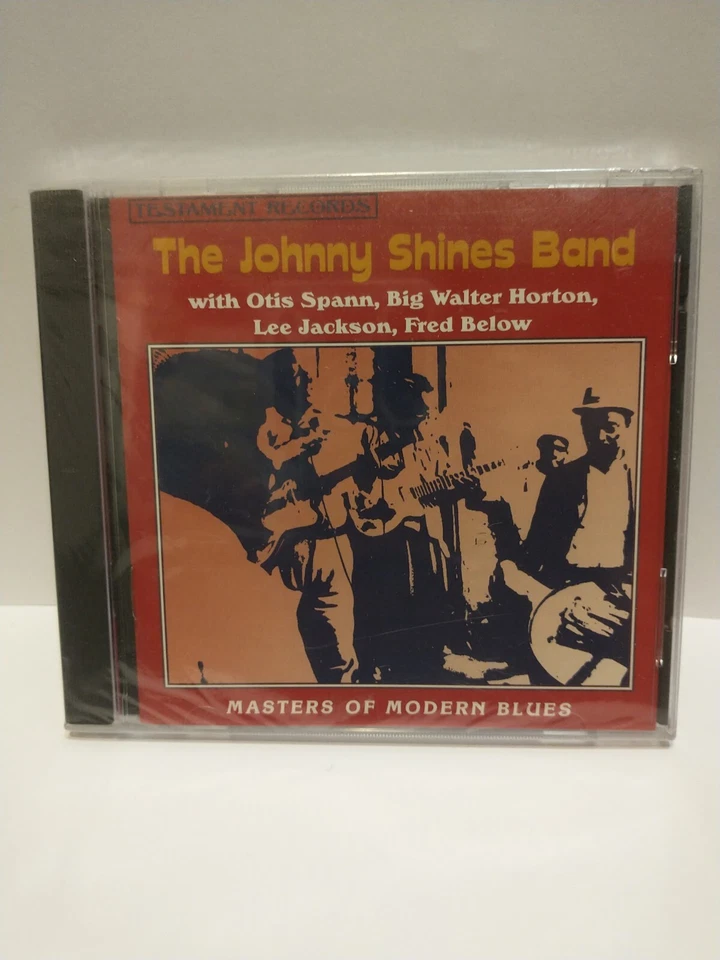 TESTAMENT RECORDS
The Johnny Shines Band
with Otis Spann, Big Walter Horton,
Lee Jackson, Fred Below
MASTERS OF MODERN BLUES